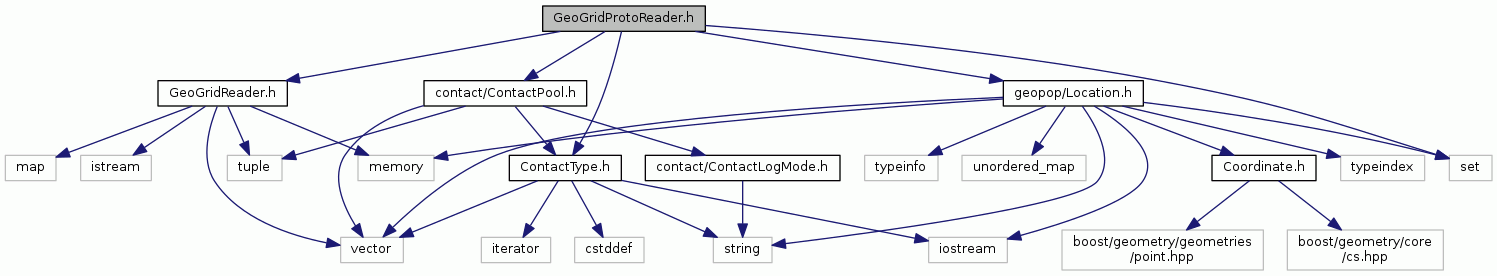 GeoGridProtoReader.h
GeoGridReader.h
contact/ContactPool.h
geopop/Location.h
map
istream
tuple
memory
ContactType.h
contact/ContactLogMode.h
typeinfo
unordered_map
Coordinate.h
typeindex
set
vector
iterator
cstddef
string
iostream
boost/geometry/geometries
/point.hpp
boost/geometry/core
/cs.hpp